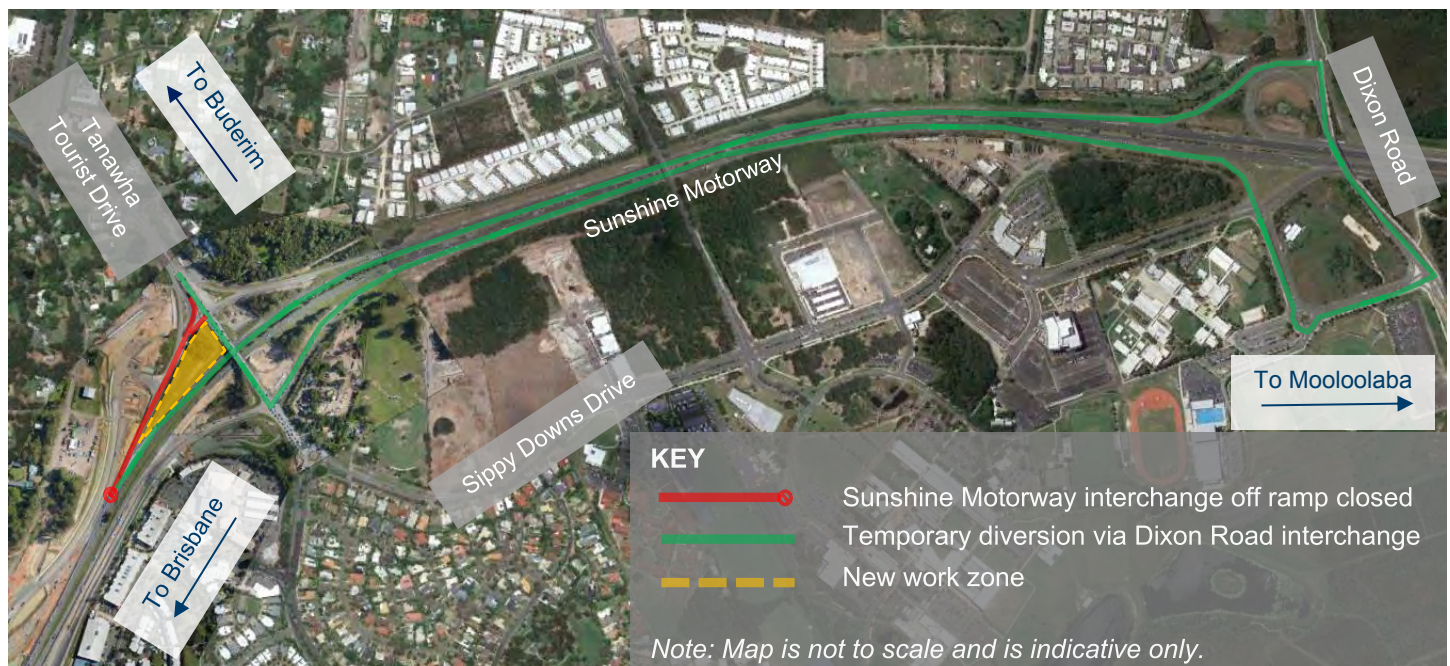 To Buderim
Tanawha
Tourist Drive
Sunshine Motorway
Dixon Road
Sippy Downs Drive
To Mooloolaba
To Brisbane
KEY
Sunshine Motorway interchange off ramp closed
Temporary diversion via Dixon Road interchange
New work zone
Note: Map is not to scale and is indicative only.